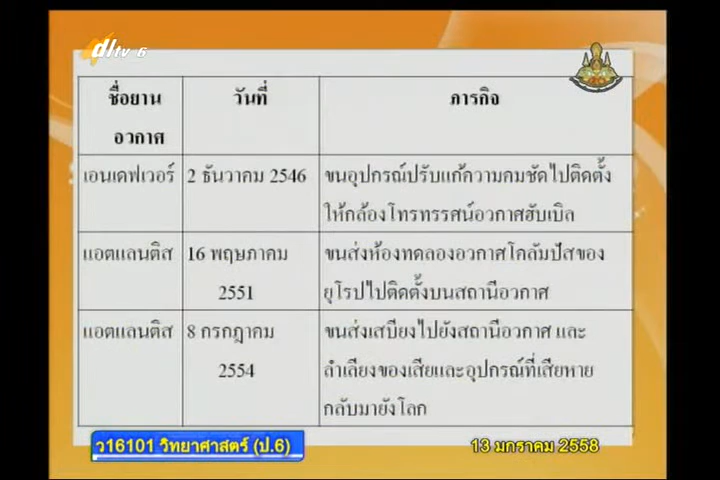 dltv 6
ชื่อยาน
อวกาศ
วันที่
ภารกิจ
เอนเดฟเวอร์
2 ธันวาคม 2546
ขนอุปกรณ์ปรับแก้ความคมชัดไปติดตั้ง
ให้กล้องโทรทรรศน์อวกาศฮับเบิล
แอตแลนติส
16 พฤษภาคม
2551
ขนส่งห้องทดลองอวกาศโคลัมปัสของ
ยุโรปไปติดตั้งบนสถานีอวกาศ
แอตแลนติส
8 กรกฎาคม
2554
ขนส่งเสบียงไปยังสถานีอวกาศ และ
ลำเลียงของเสียและอุปกรณ์ที่เสียหาย
กลับมายังโลก
ว16101 วิทยาศาสตร์ (ป.6)
13 มกราคม 2558